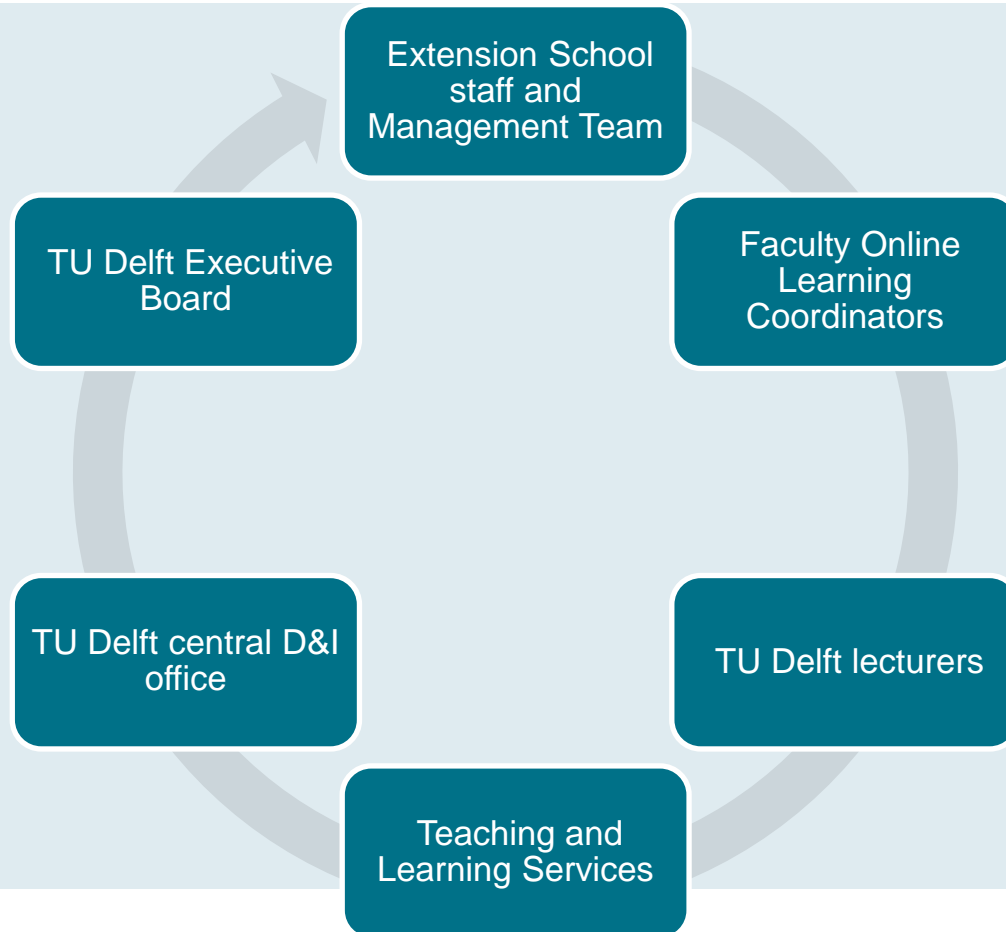 Extension School
staff and
Management Team
Faculty Online
Learning
Coordinators
TU Delft lecturers
Teaching and
Learning Services
TU Delft central D&I
office
TU Delft Executive
Board